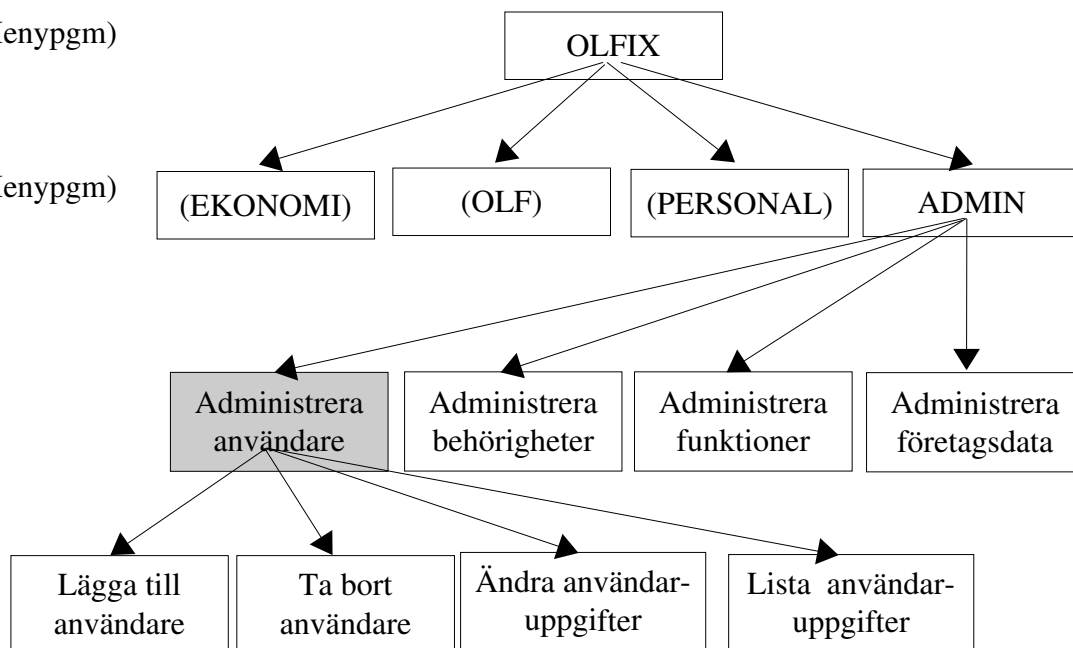 enypgm)
OLFIX
enypgm)
(EKONOMI)
(OLF)
(PERSONAL)
ADMIN
Administrera
användare
Administrera
behörigheter
Administrera
funktioner
Administrera
företagsdata
Lägga till
användare
Ta bort
användare
Ändra användar-
uppgifter
Lista användar-
uppgifter